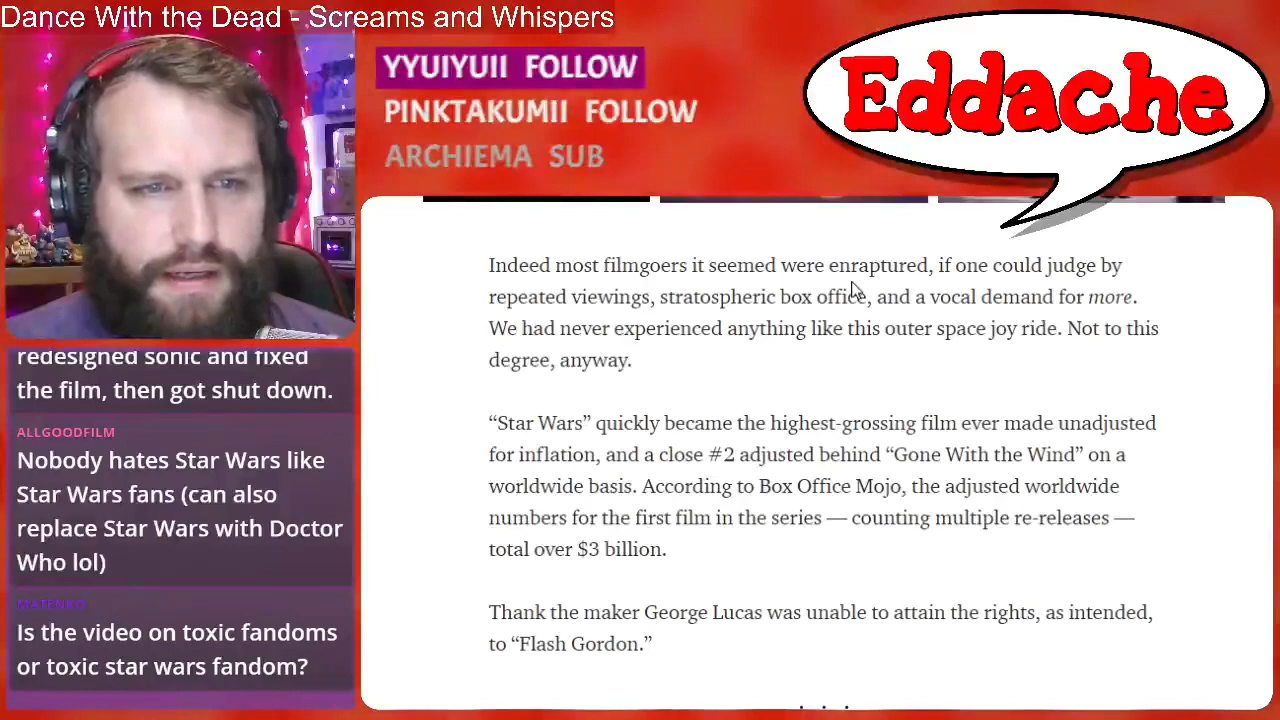 Dance With the Dead - Screams and Whispers
YYUIYUII FOLLOW
PINKTAKUMII FOLLOW
ARCHIEMA SUB
Eddache
redesigned sonic and fixed
the film, then got shut down.
ALLGOODFILM
Nobody hates Star Wars like
Star Wars fans (can also
replace Star Wars with Doctor
Who lol)
MATENKO
Is the video on toxic fandoms
or toxic star wars fandom?
Indeed most filmgoers it seemed were enraptured, if one could judge by
repeated viewings, stratospheric box office, and a vocal demand for more.
We had never experienced anything like this outer space joy ride. Not to this
degree, anyway.
“Star Wars” quickly became the highest-grossing film ever made unadjusted
for inflation, and a close #2 adjusted behind “Gone With the Wind” on a
worldwide basis. According to Box Office Mojo, the adjusted worldwide
numbers for the first film in the series — counting multiple re-releases —
total over $3 billion.
Thank the maker George Lucas was unable to attain the rights, as intended,
to “Flash Gordon.”
. . .